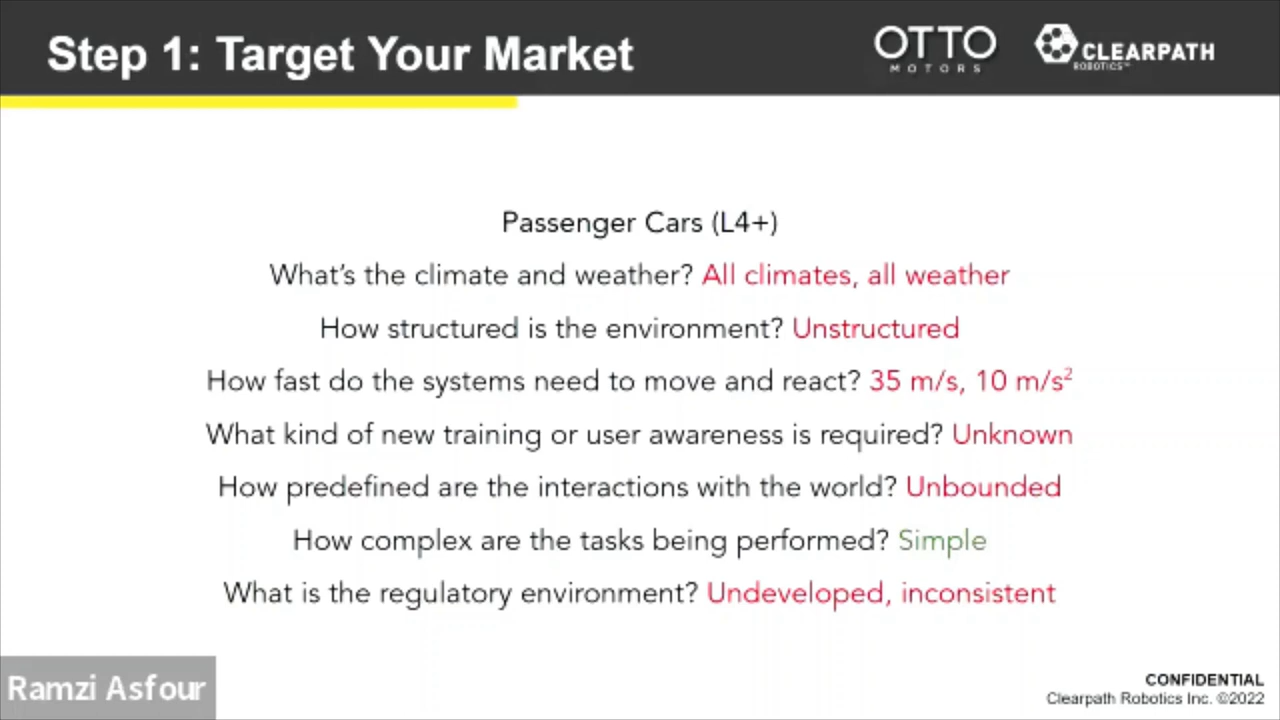 Step 1: Target Your Market
OTTO
MOTORS
CLEARPATH
ROBOTICS™
Passenger Cars (L4+)
What's the climate and weather? All climates, all weather
How structured is the environment? Unstructured
How fast do the systems need to move and react? 35 m/s, 10 m/s²
What kind of new training or user awareness is required? Unknown
How predefined are the interactions with the world? Unbounded
How complex are the tasks being performed? Simple
What is the regulatory environment? Undeveloped, inconsistent
Ramzi Asfour
CONFIDENTIAL
Clearpath Robotics Inc. ©2022